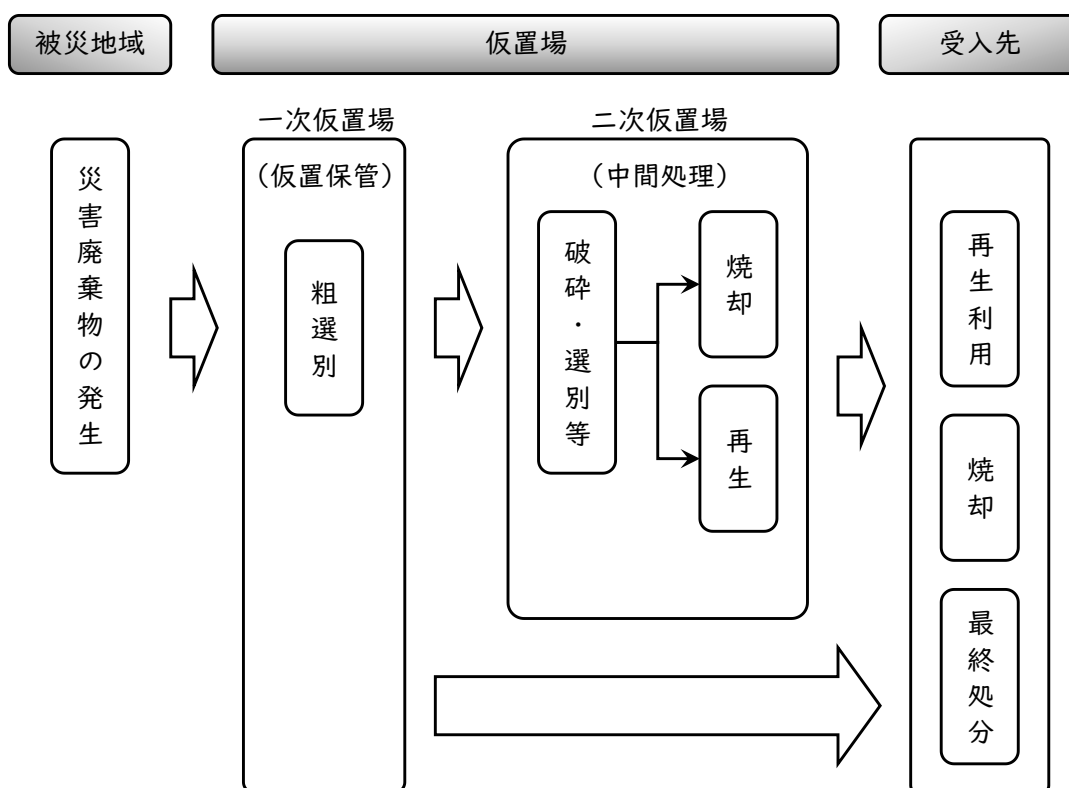 被災地域
仮置場
受入先
一次仮置場
二次仮置場
災害廃棄物の発生
(仮置保管)
粗選別
(中間処理)
破砕・選別等
焼却
再生
再生利用
焼却
最終処分